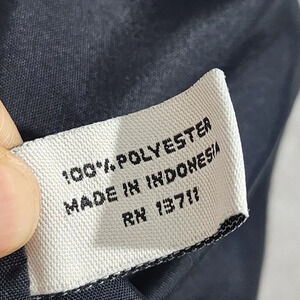 100% POLYESTER
MADE IN INDONESIA
RN 13711